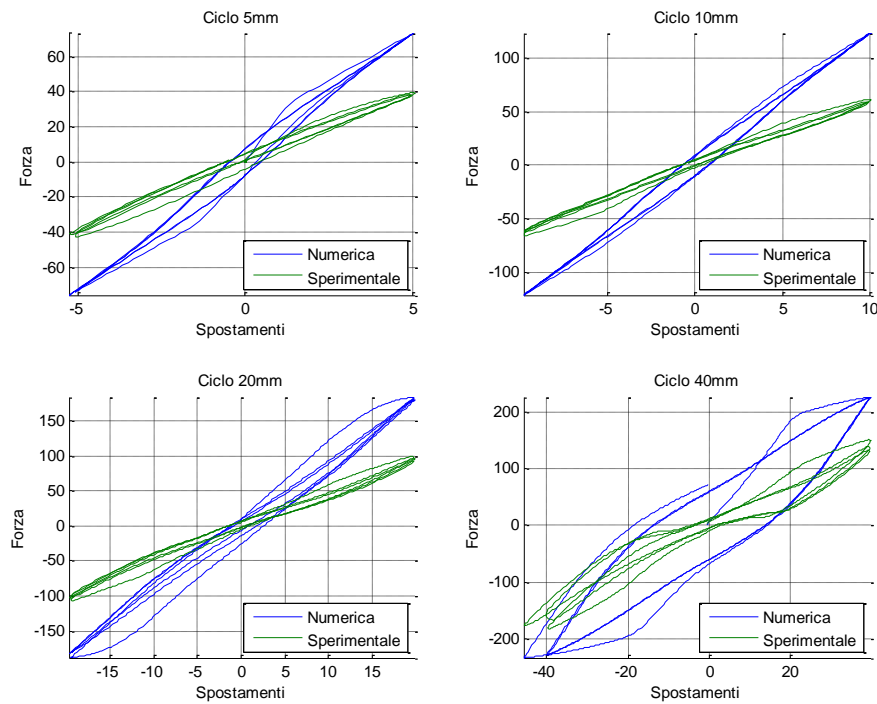 Ciclo 5mm
60
40
20
0
-20
-40
-60
-5
0
5
Forza
Spostamenti
Numerica
Sperimentale
Ciclo 10mm
100
50
0
-50
-100
-5
0
5
10
Forza
Spostamenti
Numerica
Sperimentale
Ciclo 20mm
150
100
50
0
-50
-100
-150
-15
-10
-5
0
5
10
15
Forza
Spostamenti
Numerica
Sperimentale
Ciclo 40mm
200
100
0
-100
-200
-40
-20
0
20
Forza
Spostamenti
Numerica
Sperimentale